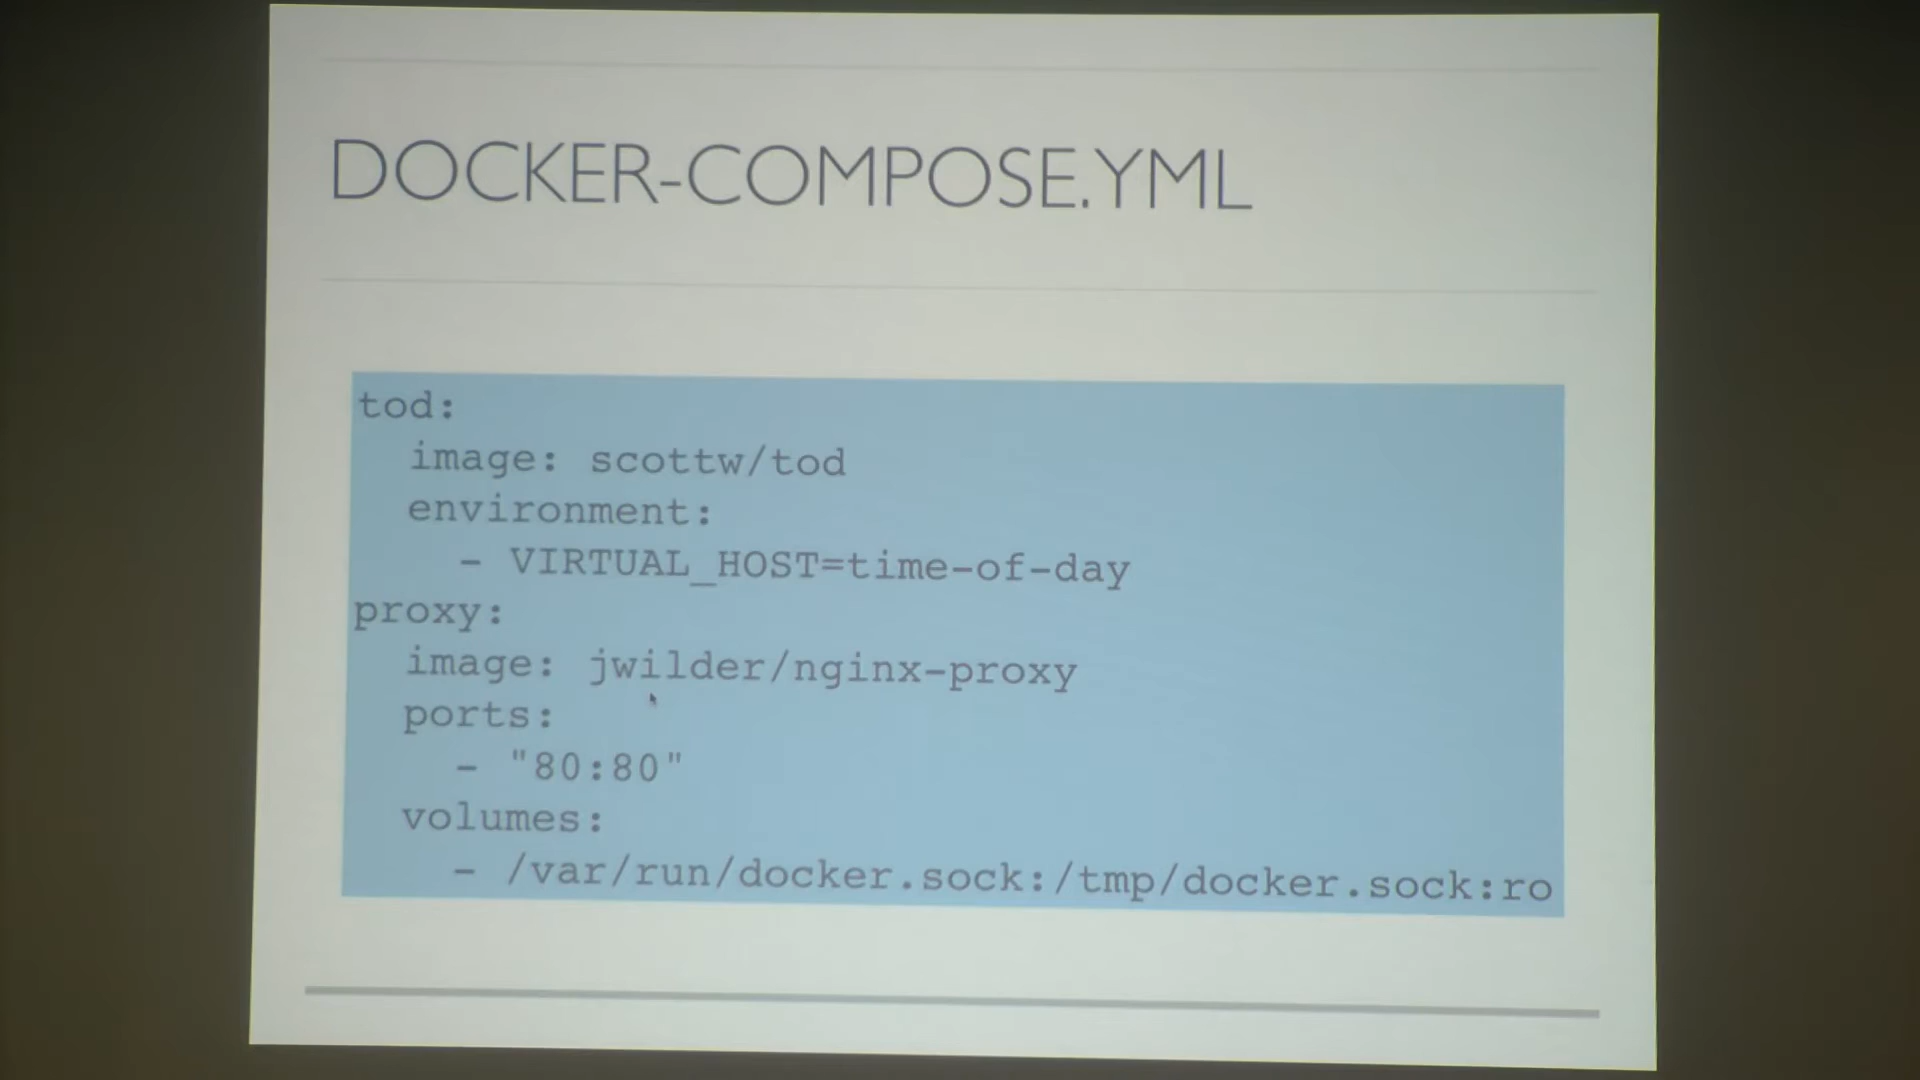 DOCKER-COMPOSE.YML
tod:
image: scottw/tod
environment:
- VIRTUAL_HOST=time-of-day
proxy:
image: jwilder/nginx-proxy
ports:
- "80:80"
volumes:
- /var/run/docker.sock:/tmp/docker.sock:ro